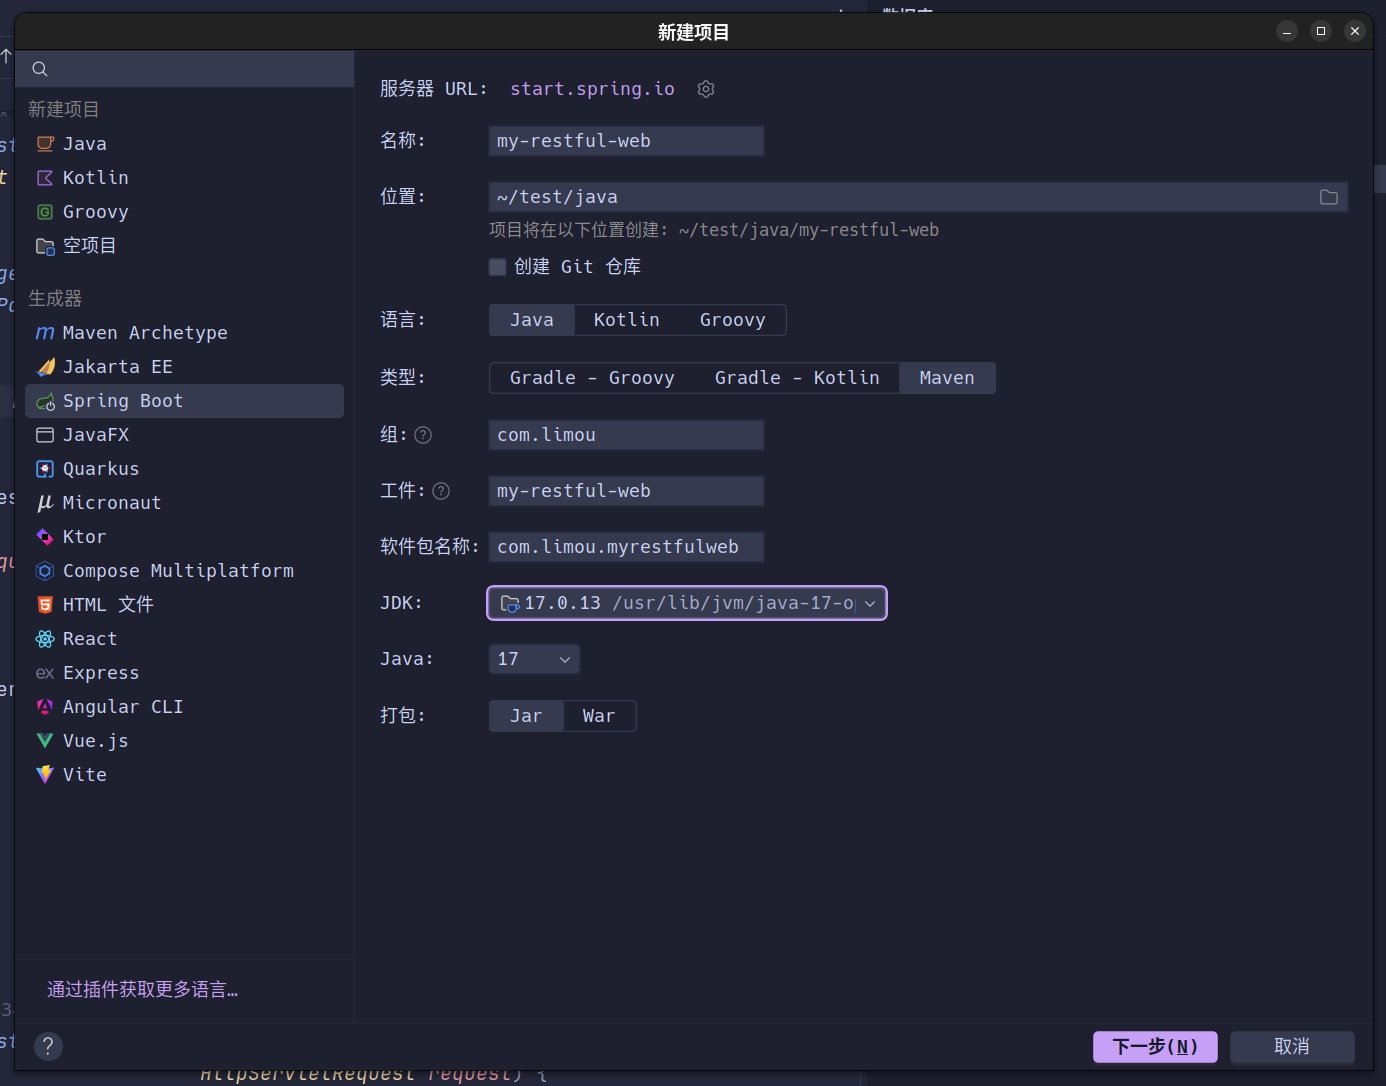 新建项目
服务器 URL: start.spring.io
新建项目
Java
Kotlin
Groovy
空项目
生成器
Maven Archetype
Jakarta EE
Spring Boot
JavaFX
Quarkus
Micronaut
Ktor
Compose Multiplatform
HTML 文件
React
Express
Angular CLI
Vue.js
Vite
通过插件获取更多语言…
名称: my-restful-web
位置: ~/test/java
项目将在以下位置创建: ~/test/java/my-restful-web
创建 Git 仓库
语言: Java Kotlin Groovy
类型: Gradle - Groovy Gradle - Kotlin Maven
组: ? com.limou
工件: ? my-restful-web
软件包名称: com.limou.myrestfulweb
JDK: 17.0.13 /usr/lib/jvm/java-17-o
Java: 17
打包: Jar War
? 下一步(N) 取消
HttpServletRequest request) {